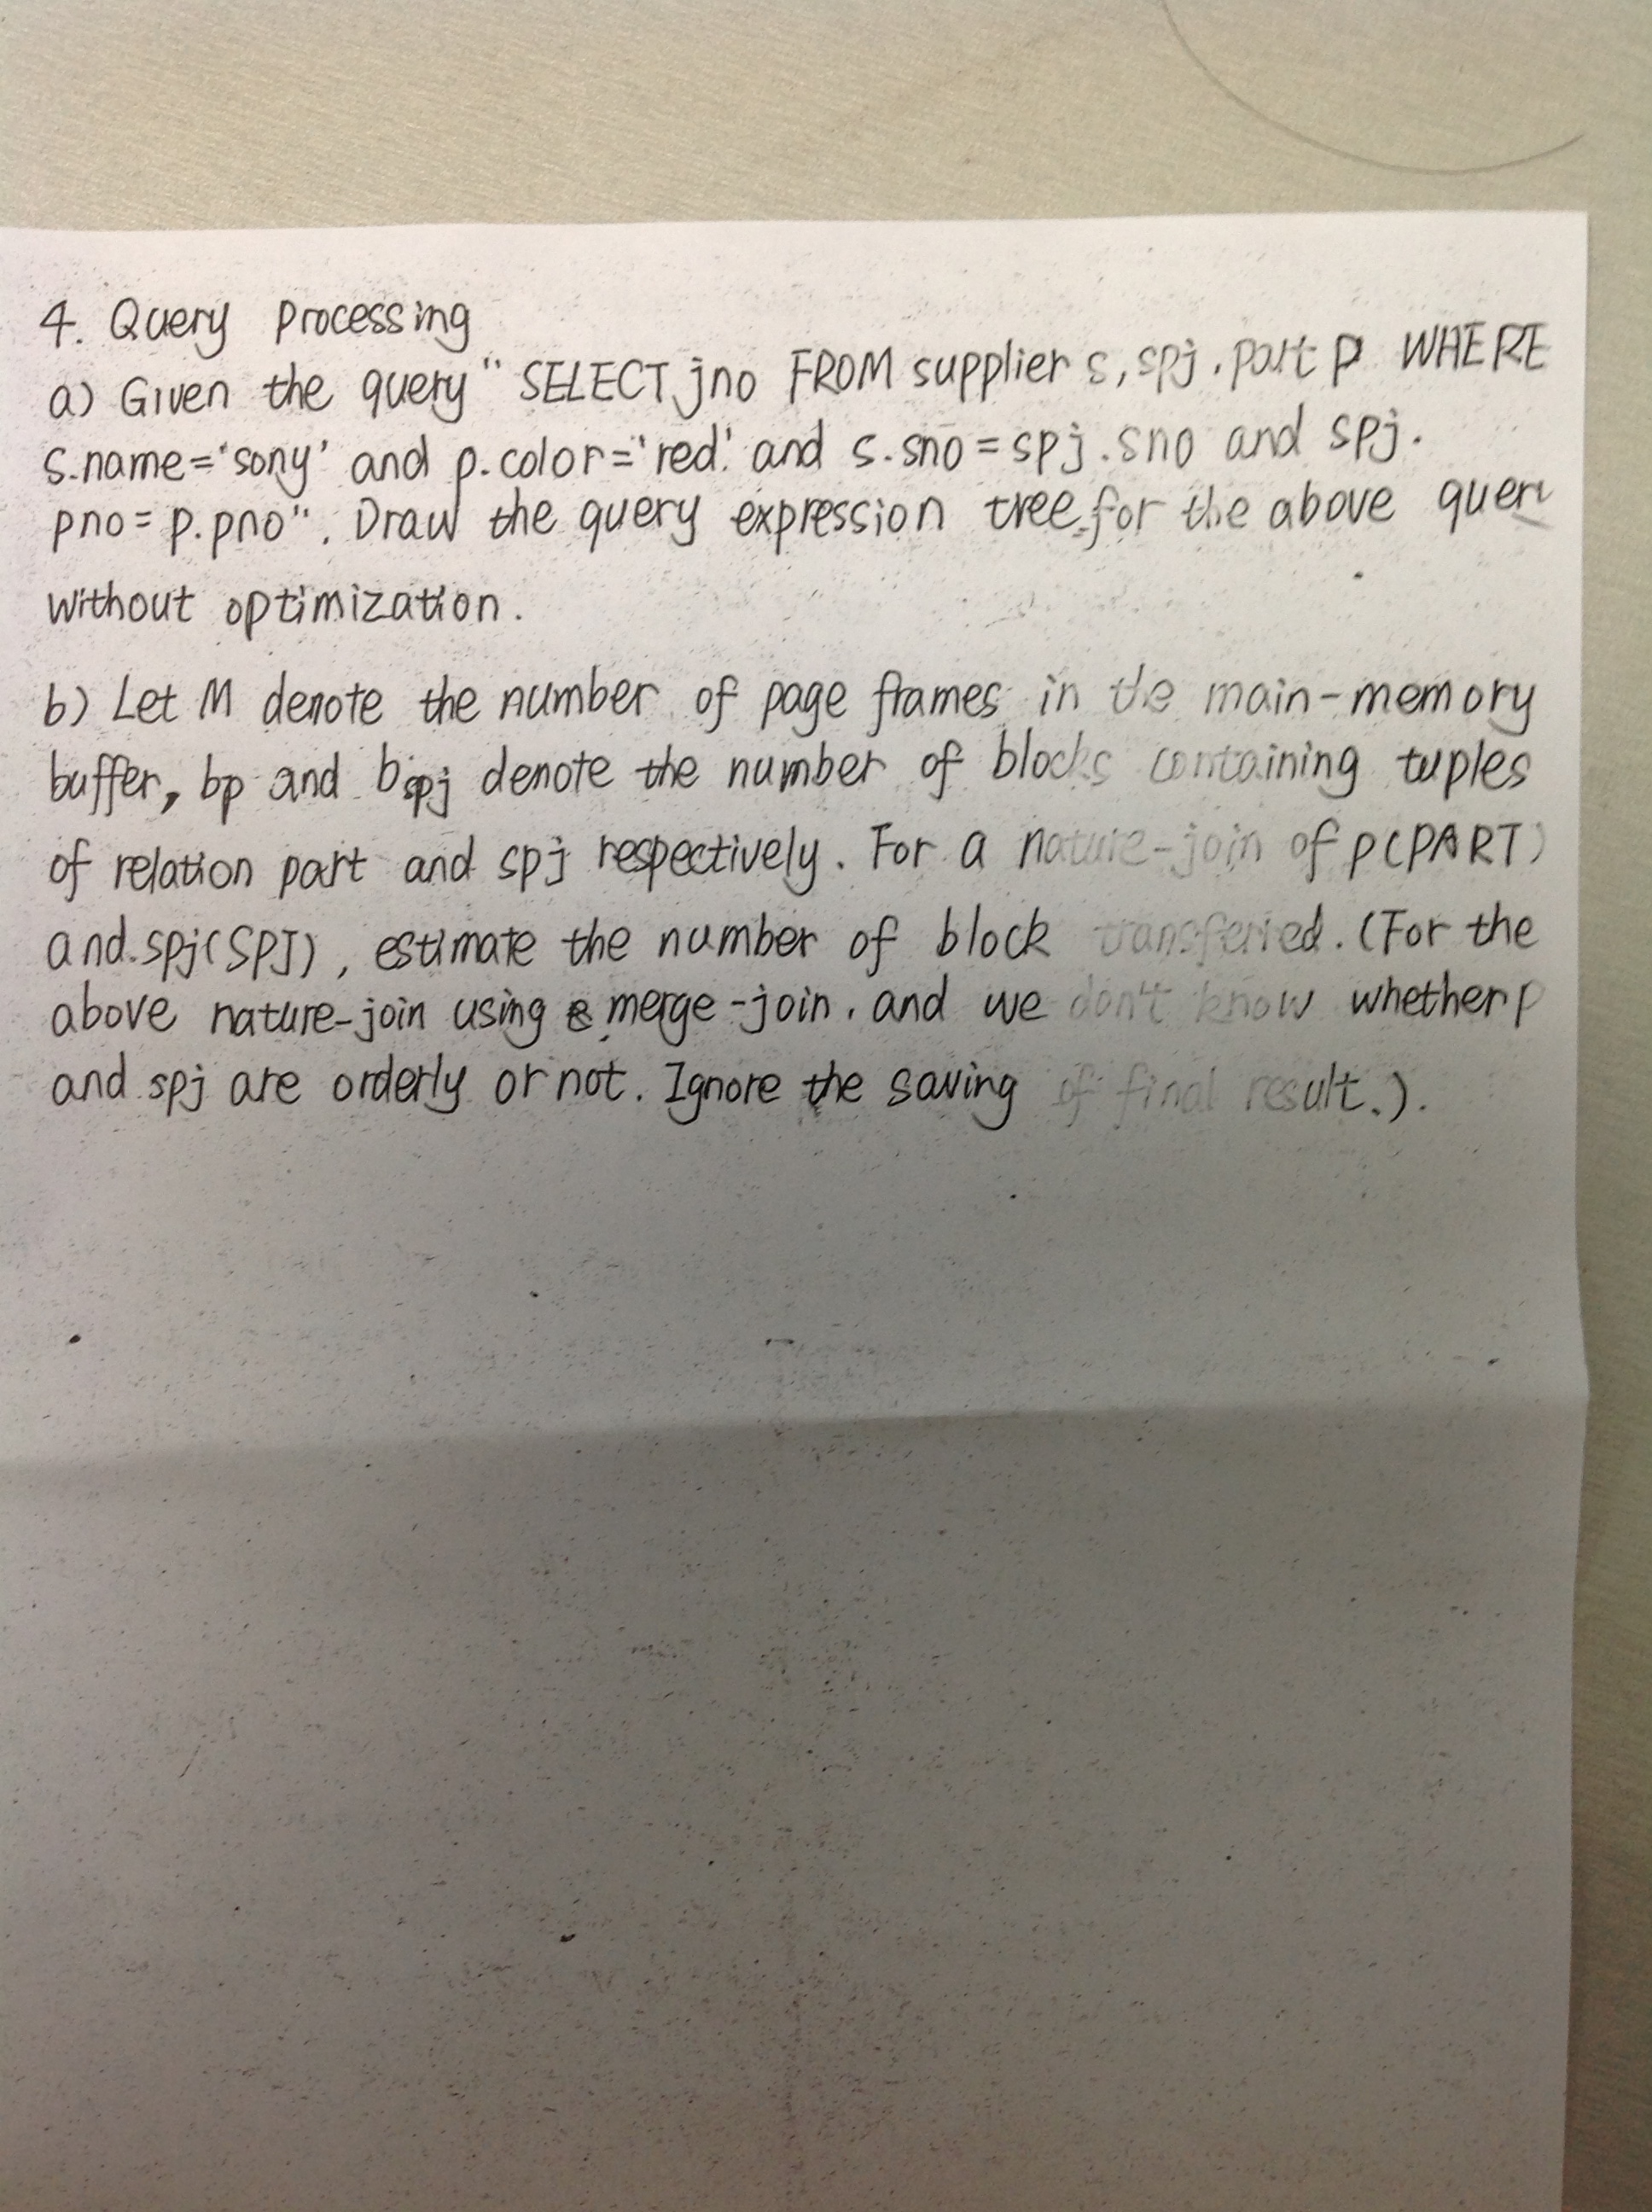 4. Query Processing
a) Given the query " SELECT jno FROM supplier s, spj, part p WHERE
s.name='sony' and p.color='red' and s.sno=spj.sno and spj.
pno=p.pno". Draw the query expression tree for the above query
without optimization.
b) Let M denote the number of page frames in the main-memory
buffer, bp and bspj denote the number of blocks containing tuples
of relation part and spj respectively. For a nature-join of p(PART)
and.spj(SPJ), estimate the number of block transferred. (For the
above nature-join using merge-join, and we don't know whether p
and spj are orderly or not. Ignore the saving of final result.).